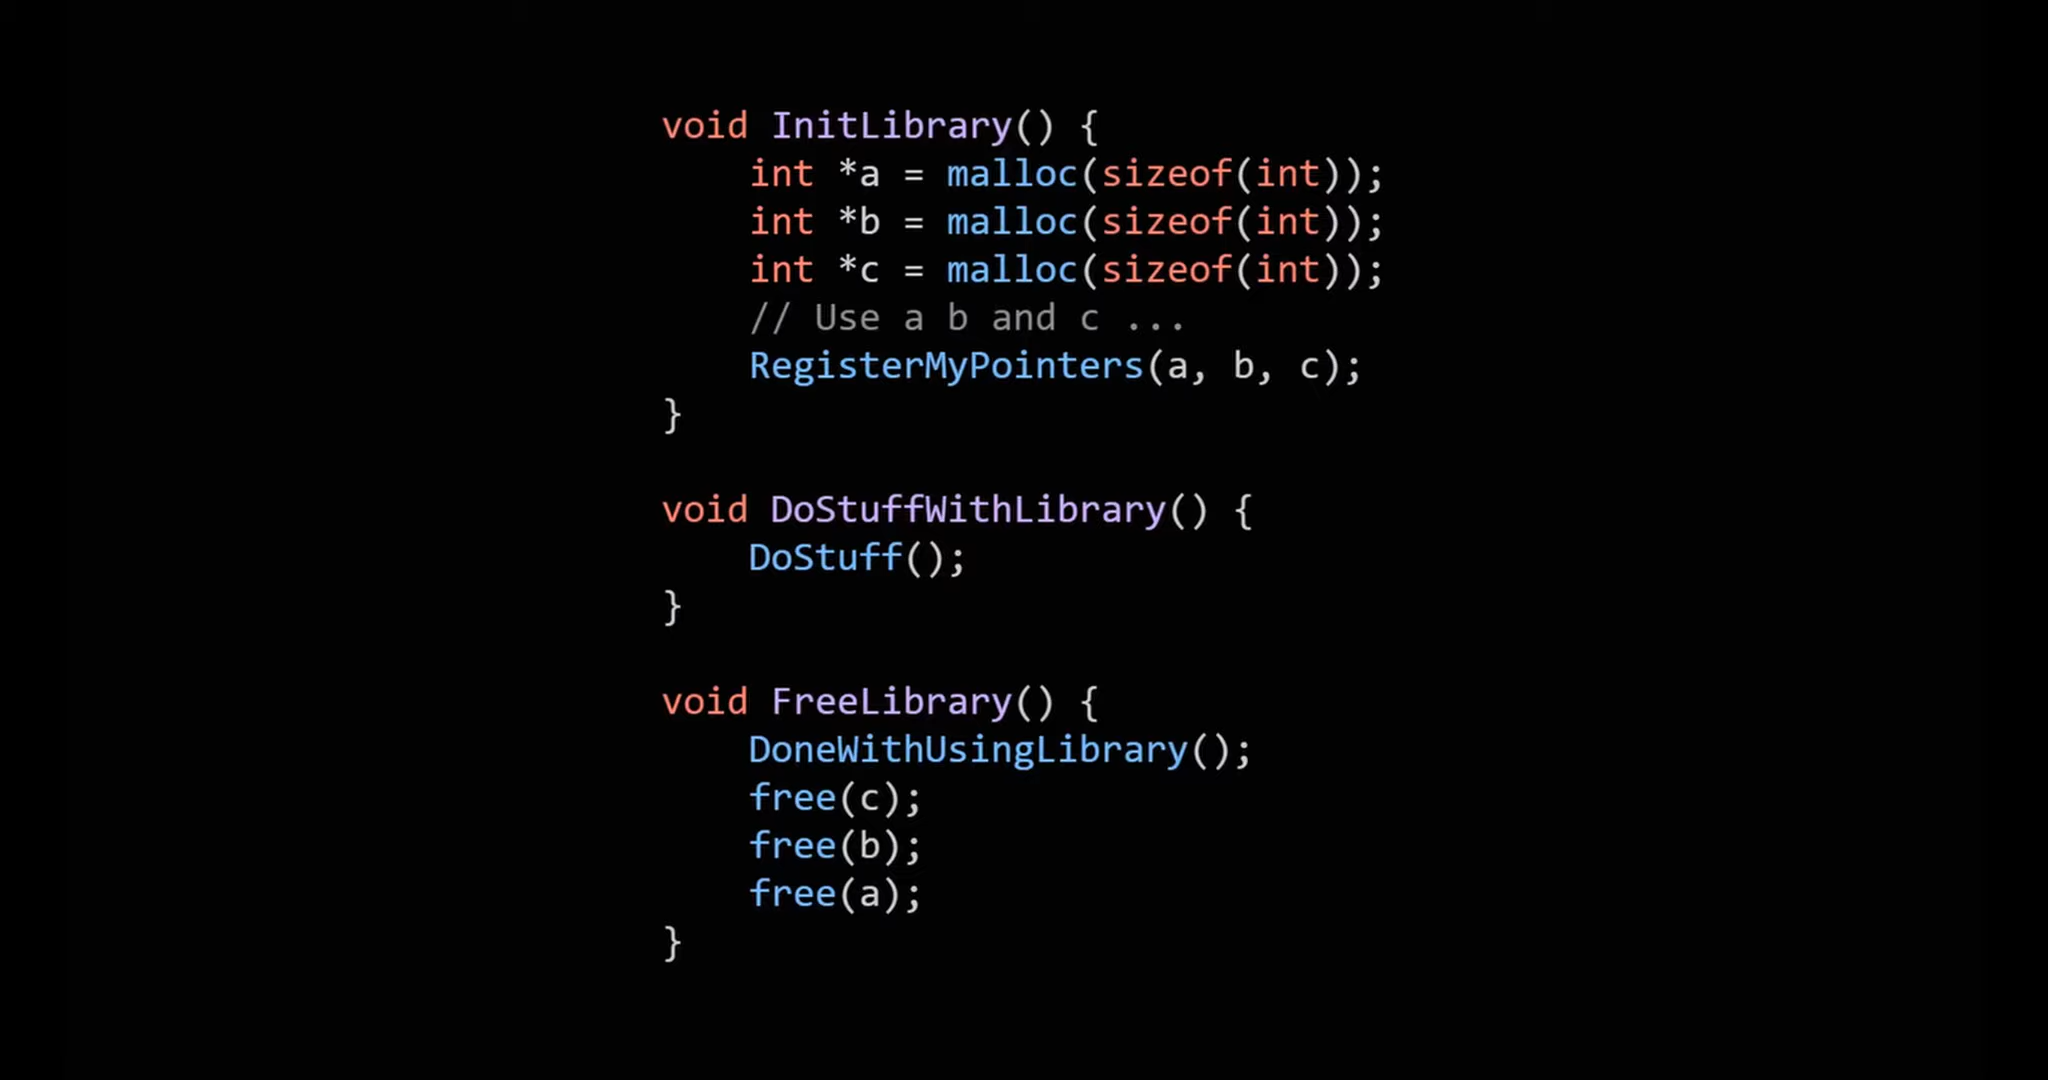 void InitLibrary() {
    int *a = malloc(sizeof(int));
    int *b = malloc(sizeof(int));
    int *c = malloc(sizeof(int));
    // Use a b and c ...
    RegisterMyPointers(a, b, c);
}

void DoStuffWithLibrary() {
    DoStuff();
}

void FreeLibrary() {
    DoneWithUsingLibrary();
    free(c);
    free(b);
    free(a);
}